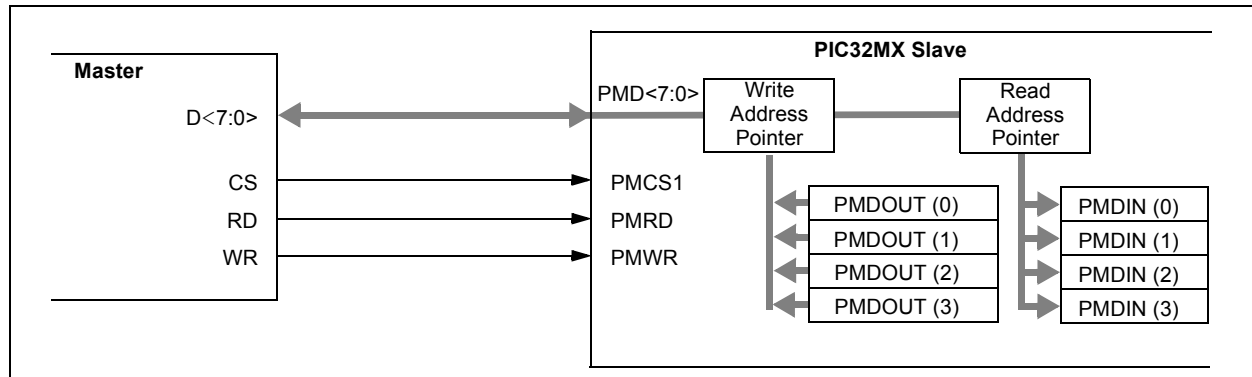 PIC32MX Slave
Master
PMD<7:0>
Write
Address
Pointer
Read
Address
Pointer
D<7:0>
CS
RD
WR
PMCS1
PMRD
PMWR
PMDOUT (0)
PMDOUT (1)
PMDOUT (2)
PMDOUT (3)
PMDIN (0)
PMDIN (1)
PMDIN (2)
PMDIN (3)